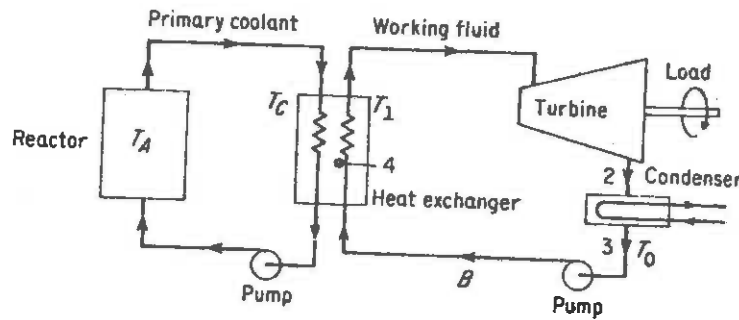 Primary coolant
Working fluid
Load
Turbine
Reactor
T_A
T_C
T_1
4
Heat exchanger
2
Condenser
3
T_0
B
Pump
Pump